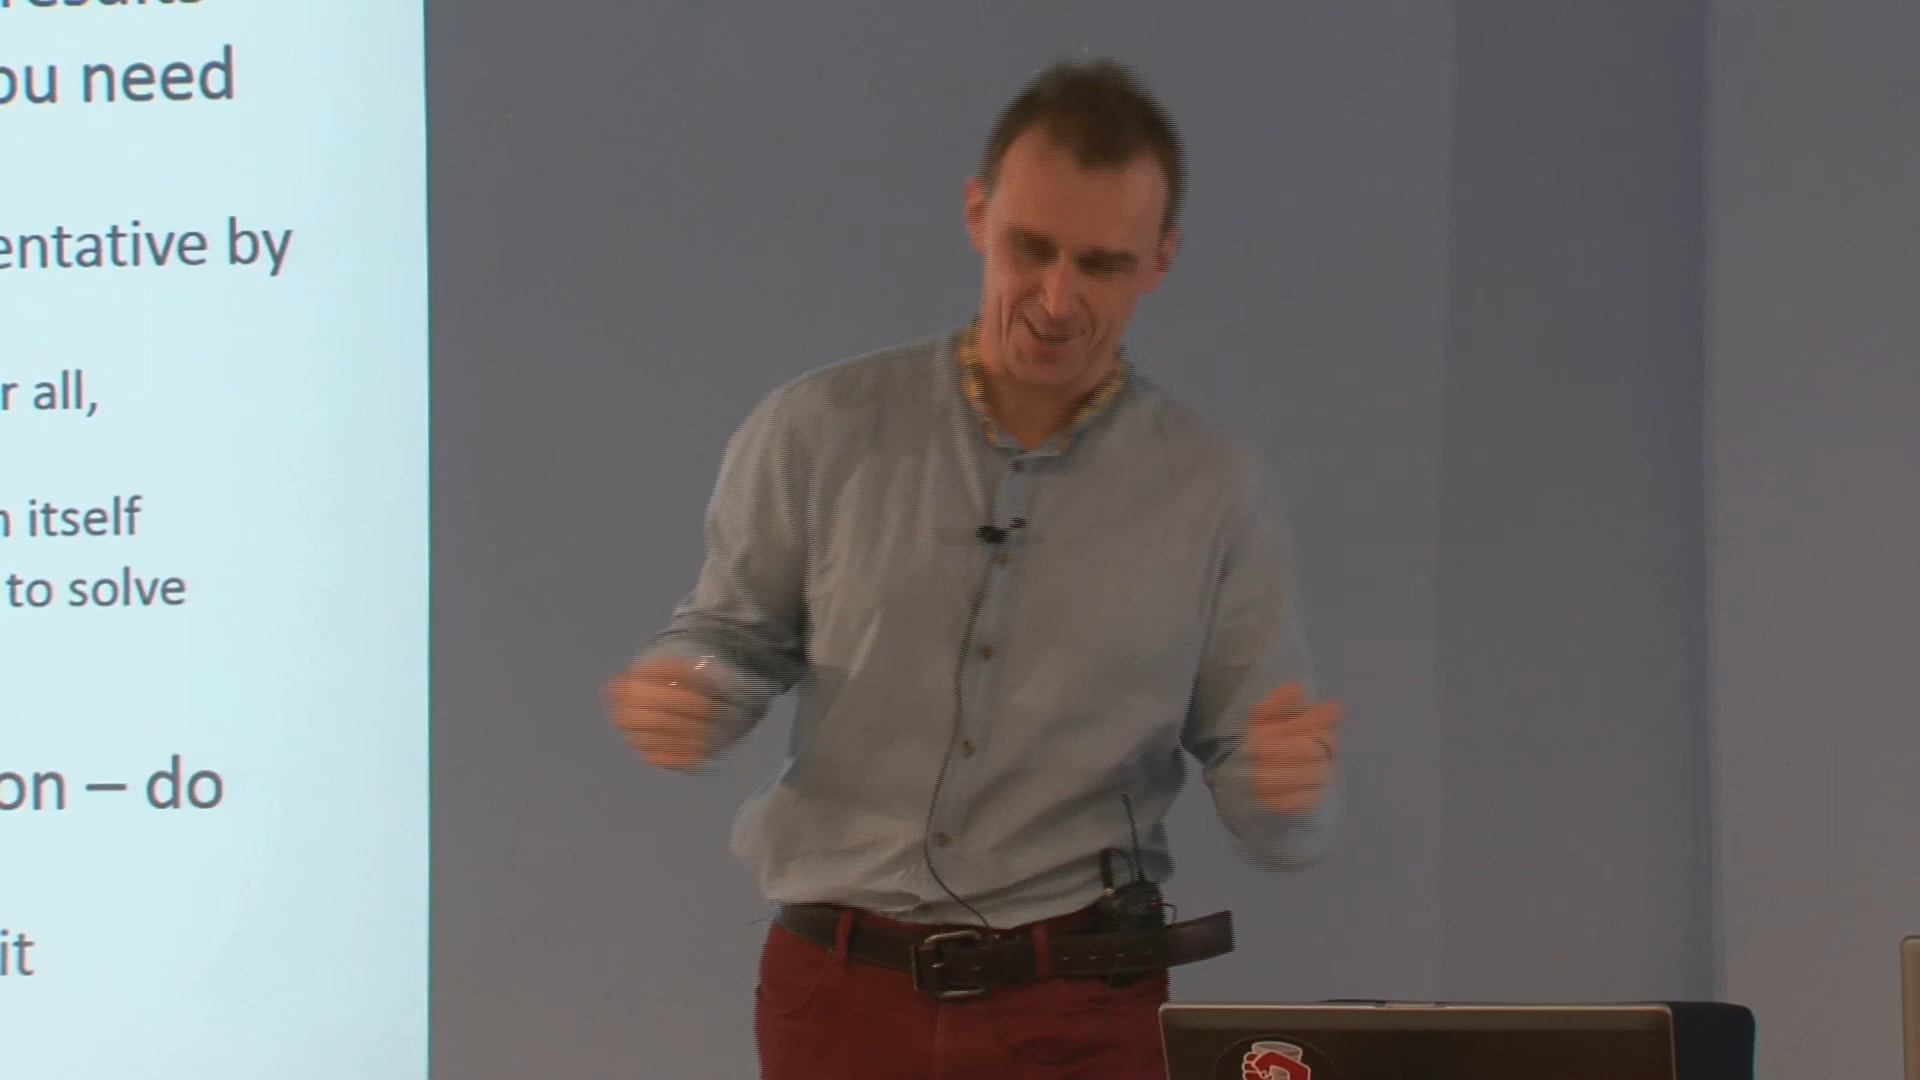 ou need
entative by
r all,
n itself
to solve
on – do
it